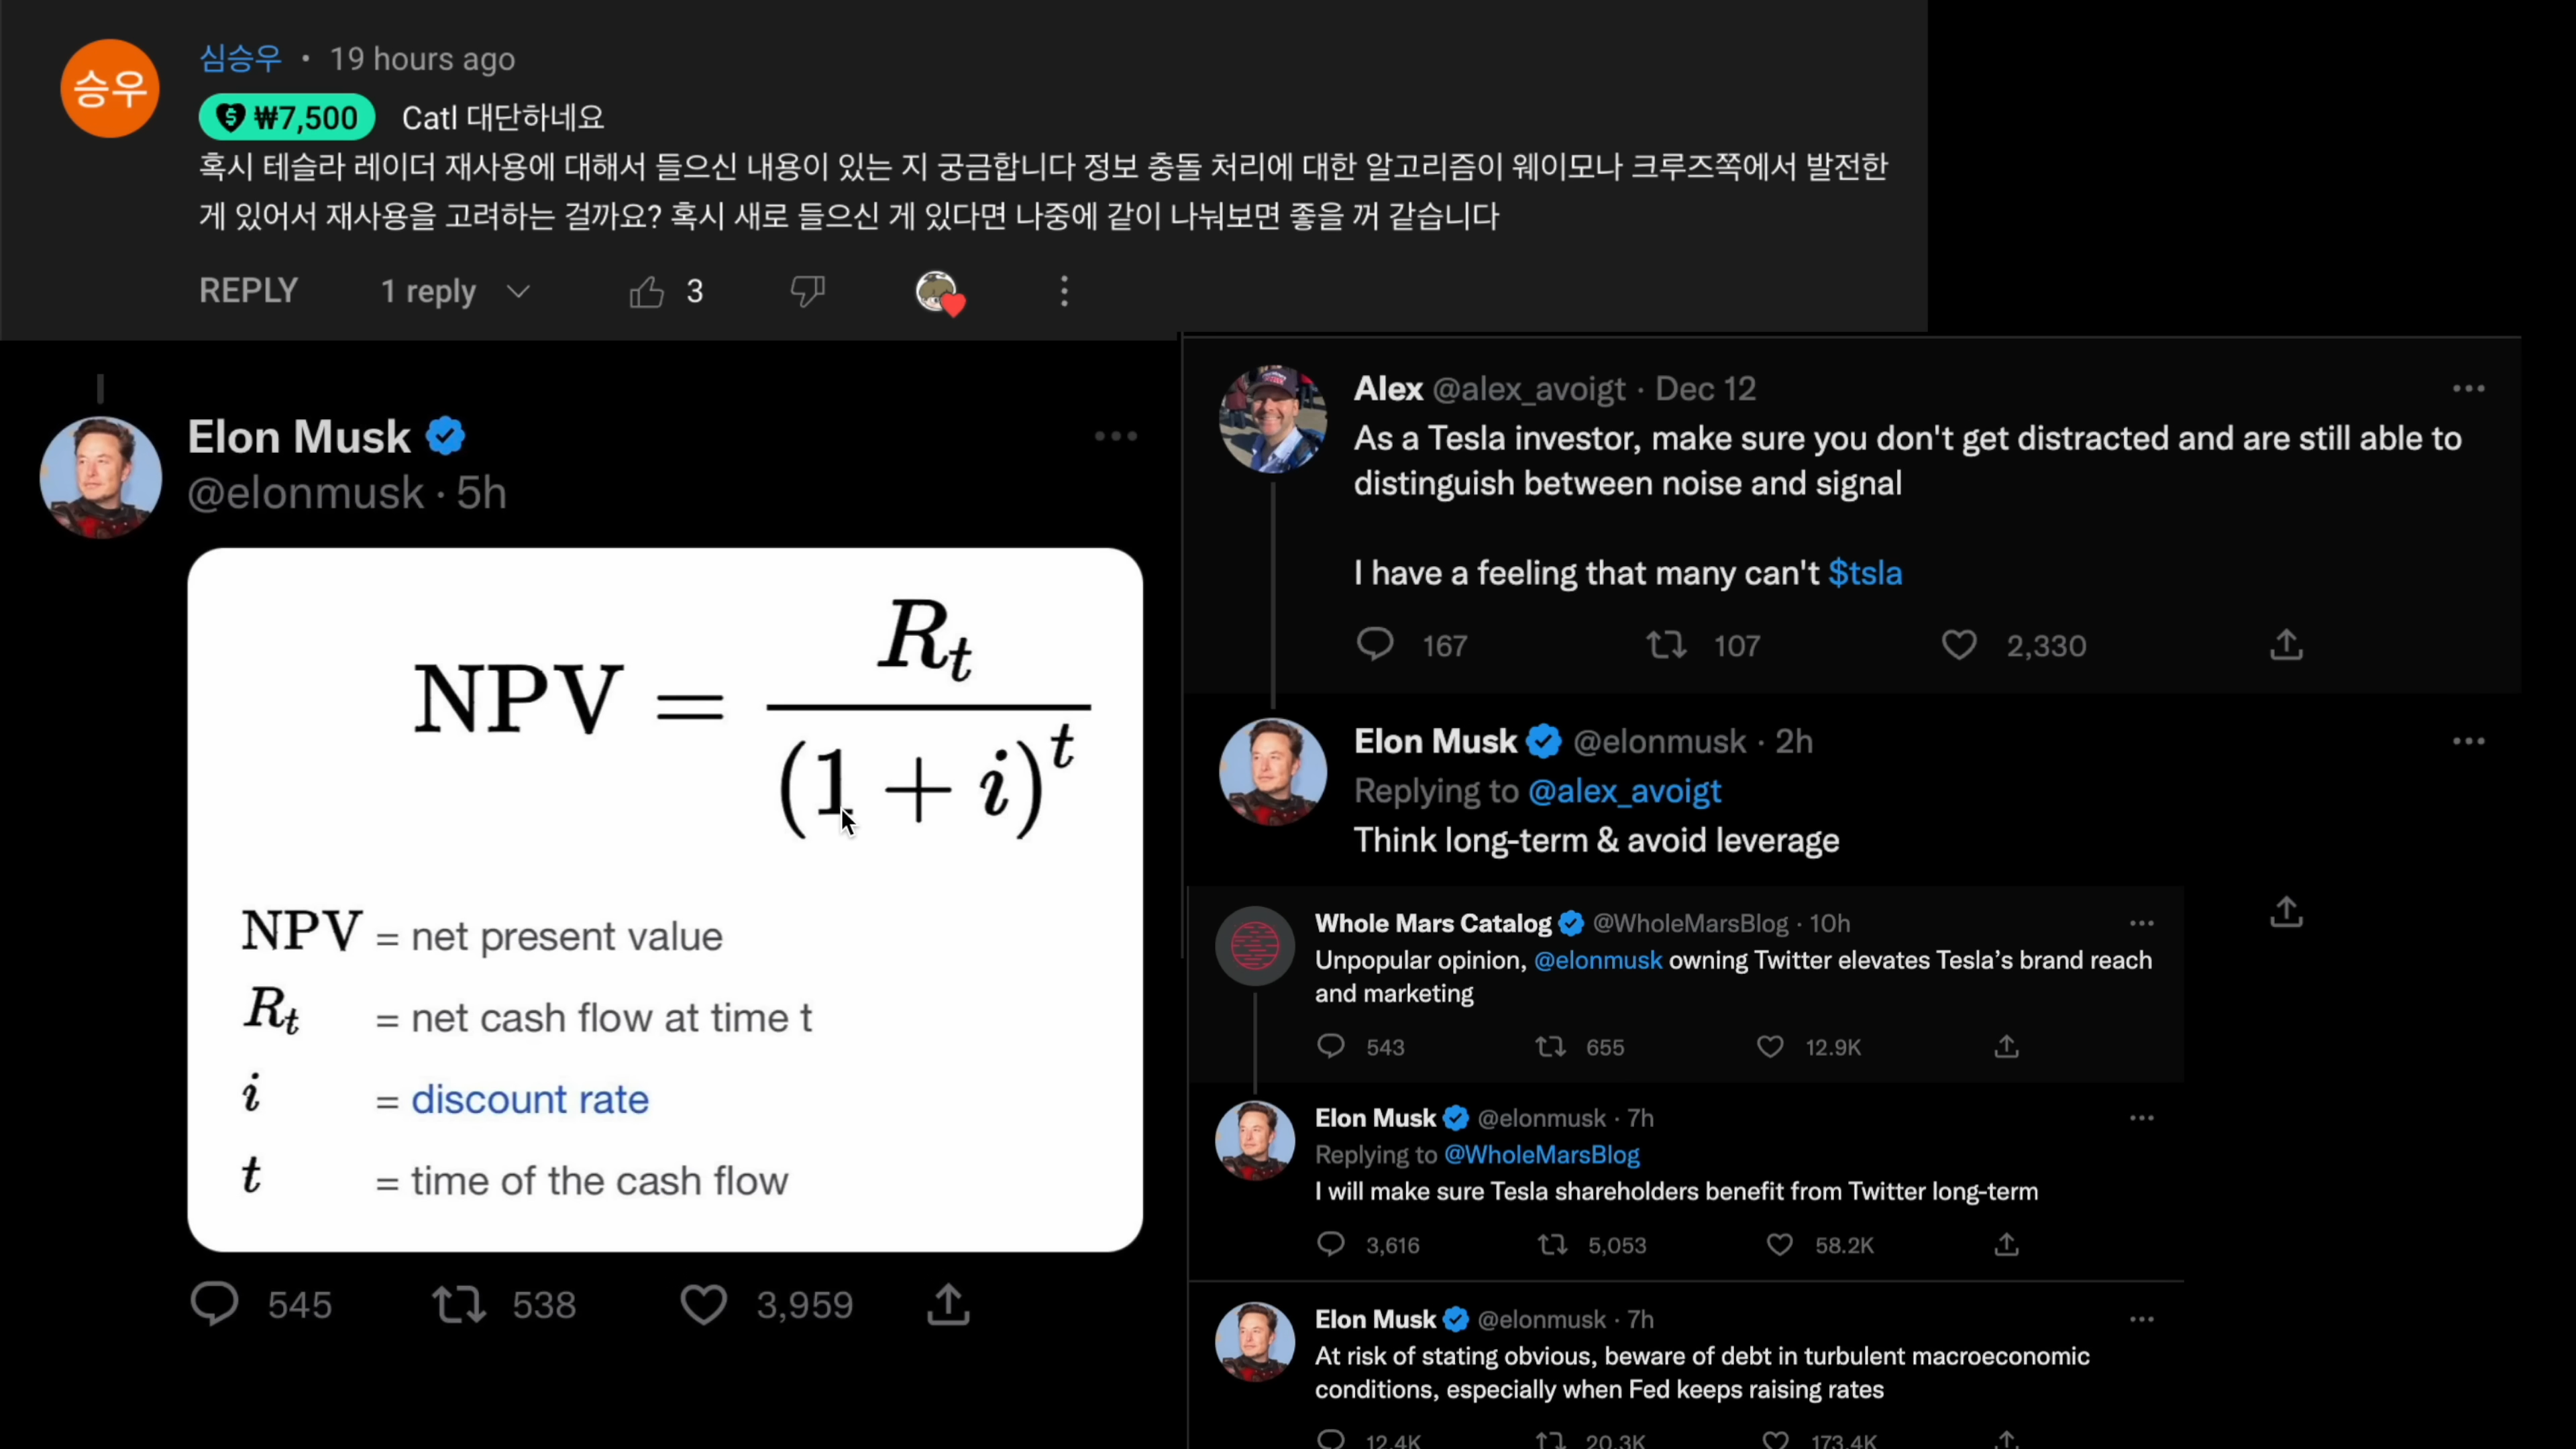 심승우 • 19 hours ago
승우
₩7,500 Catl 대단하네요
혹시 테슬라 레이더 재사용에 대해서 들으신 내용이 있는 지 궁금합니다 정보 충돌 처리에 대한 알고리즘이 웨이모나 크루즈쪽에서 발전한
게 있어서 재사용을 고려하는 걸까요? 혹시 새로 들으신 게 있다면 나중에 같이 나눠보면 좋을 꺼 같습니다
REPLY 1 reply 3
Elon Musk
@elonmusk · 5h
NPV = R_t / (1 + i)^t
NPV = net present value
R_t = net cash flow at time t
i = discount rate
t = time of the cash flow
545 538 3,959
Alex @alex_avoigt · Dec 12
As a Tesla investor, make sure you don't get distracted and are still able to
distinguish between noise and signal
I have a feeling that many can't $tsla
167 107 2,330
Elon Musk @elonmusk · 2h
Replying to @alex_avoigt
Think long-term & avoid leverage
Whole Mars Catalog @WholeMarsBlog · 10h
Unpopular opinion, @elonmusk owning Twitter elevates Tesla's brand reach
and marketing
543 655 12.9K
Elon Musk @elonmusk · 7h
Replying to @WholeMarsBlog
I will make sure Tesla shareholders benefit from Twitter long-term
3,616 5,053 58.2K
Elon Musk @elonmusk · 7h
At risk of stating obvious, beware of debt in turbulent macroeconomic
conditions, especially when Fed keeps raising rates
12.4K 20.3K 173.4K